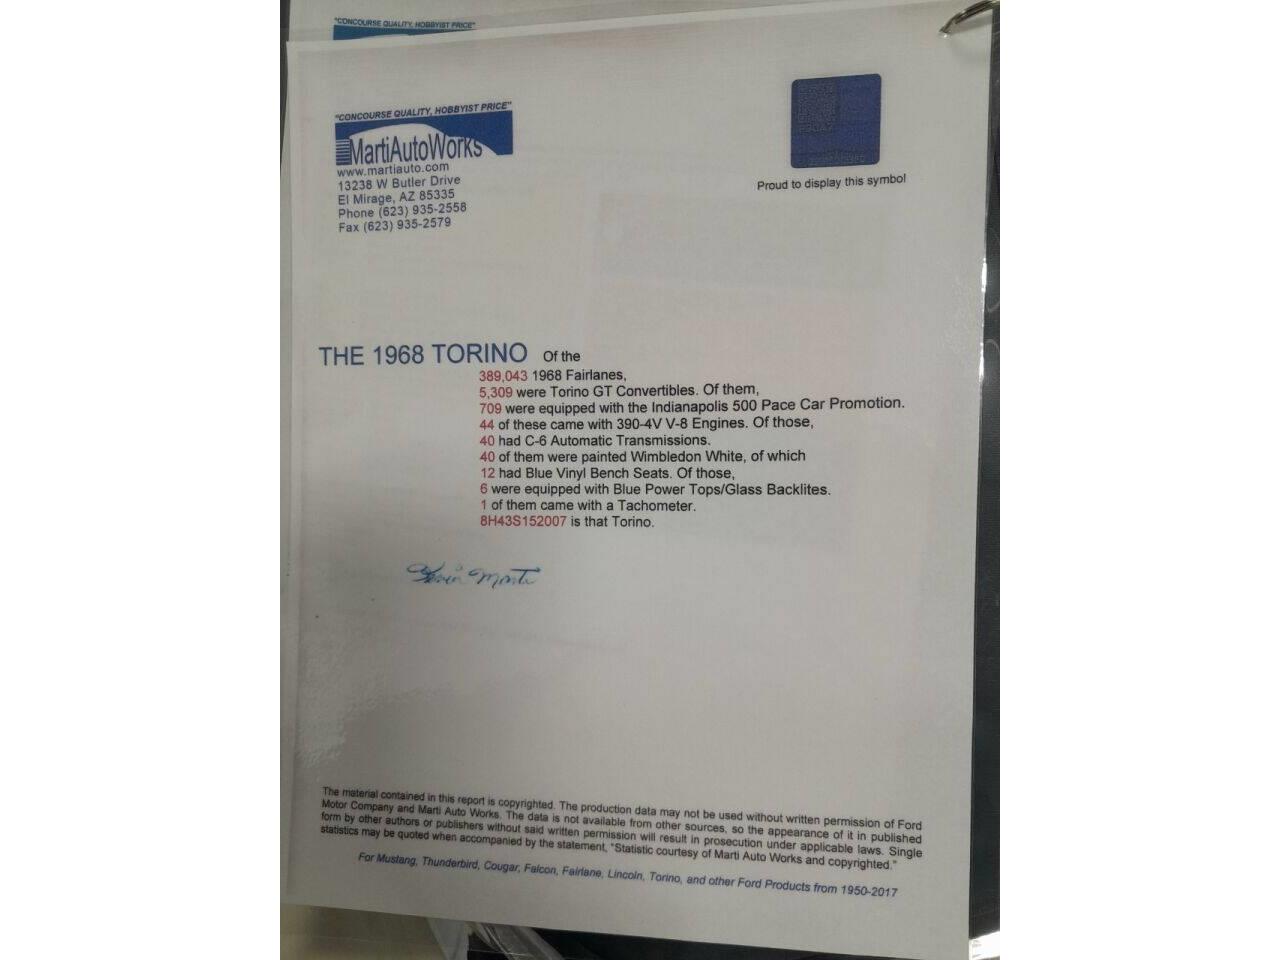 "CONCOURSE QUALITY, HOBBYIST PRICE"
"CONCOURSE QUALITY, HOBBYIST PRICE"
MartiAutoWorks
www.martiauto.com
13238 W Butler Drive
El Mirage, AZ 85335
Phone (623) 935-2558
Fax (623) 935-2579
Proud to display this symbol
THE 1968 TORINO Of the
389,043 1968 Fairlanes,
5,309 were Torino GT Convertibles. Of them,
709 were equipped with the Indianapolis 500 Pace Car Promotion.
44 of these came with 390-4V V-8 Engines. Of those,
40 had C-6 Automatic Transmissions.
40 of them were painted Wimbledon White, of which
12 had Blue Vinyl Bench Seats. Of those,
6 were equipped with Blue Power Tops/Glass Backlites.
1 of them came with a Tachometer.
8H43S152007 is that Torino.
Kevin Marti
The material contained in this report is copyrighted. The production data may not be used without written permission of Ford
Motor Company and Marti Auto Works. The data is not available from other sources, so the appearance of it in published
form by other authors or publishers without said written permission will result in prosecution under applicable laws. Single
statistics may be quoted when accompanied by the statement, "Statistic courtesy of Marti Auto Works and copyrighted."
For Mustang, Thunderbird, Cougar, Falcon, Fairlane, Lincoln, Torino, and other Ford Products from 1950-2017